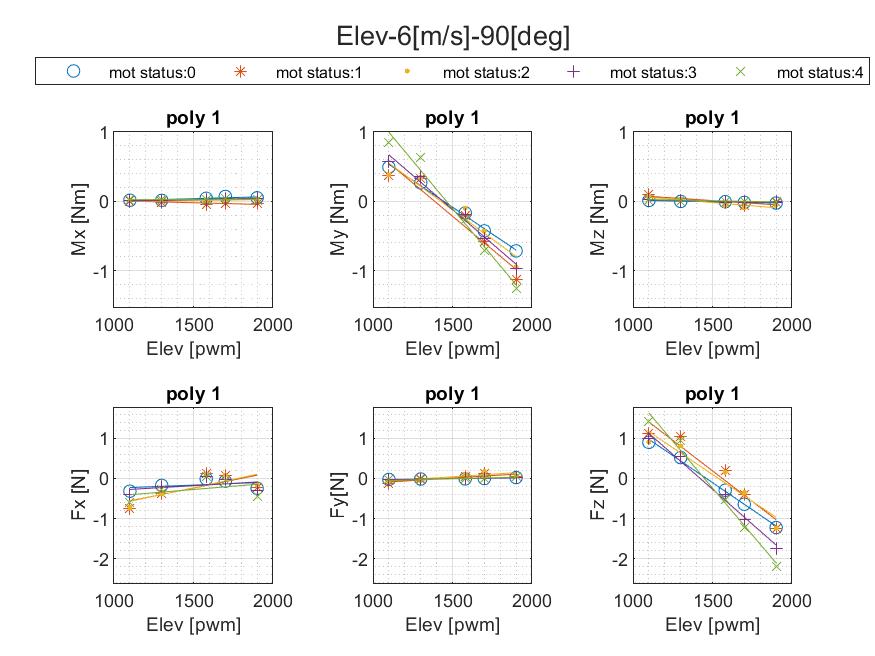 Elev-6[m/s]-90[deg]
mot status:0 mot status:1 mot status:2 mot status:3 mot status:4
poly 1 poly 1 poly 1
1 1 1
0 0 0
-1 -1 -1
Mx [Nm] My [Nm] Mz [Nm]
1000 1500 2000 1000 1500 2000 1000 1500 2000
Elev [pwm] Elev [pwm] Elev [pwm]
poly 1 poly 1 poly 1
1 1 1
0 0 0
-1 -1 -1
-2 -2 -2
Fx [N] Fy[N] Fz [N]
1000 1500 2000 1000 1500 2000 1000 1500 2000
Elev [pwm] Elev [pwm] Elev [pwm]